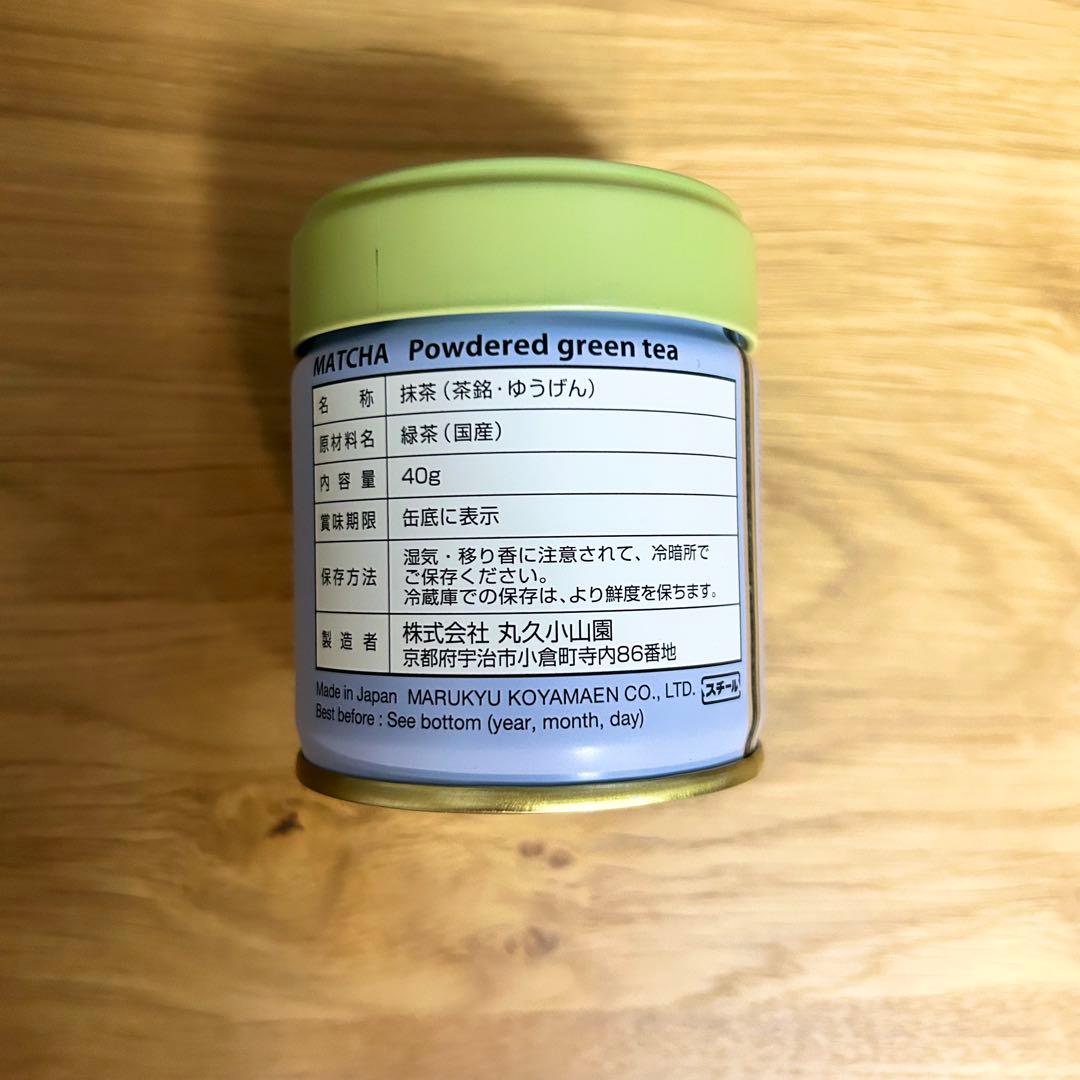 MATCHA Powdered green tea
名称 抹茶(茶銘・ゆうげん)
原材料名 緑茶(国産)
内容量 40g
賞味期限 缶底に表示
保存方法 湿気・移り香に注意されて、冷暗所で
ご保存ください。
冷蔵庫での保存は、より鮮度を保ちます。
製造者 株式会社 丸久小山園
京都府宇治市小倉町寺内86番地
Made in Japan MARUKYU KOYAMAEN CO., LTD. スチール
Best before : See bottom (year, month, day)